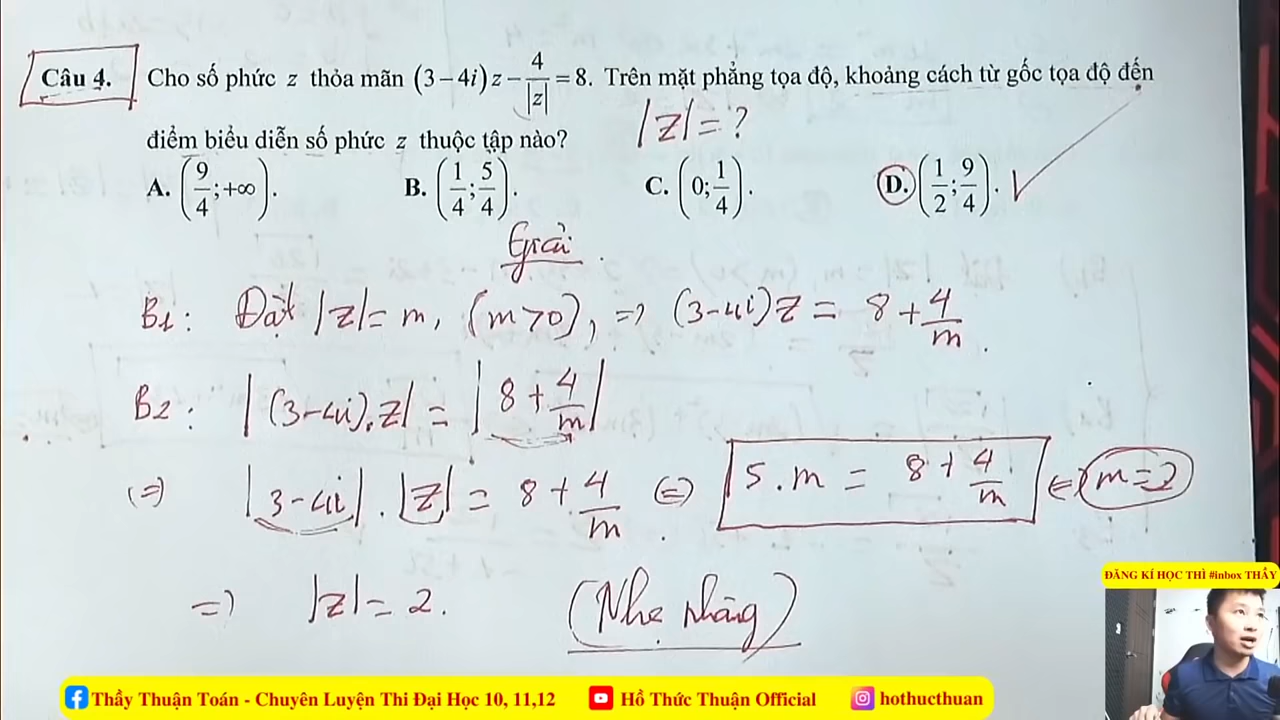 Câu 4. Cho số phức z thỏa mãn (3−4i)z − 4/|z| = 8. Trên mặt phẳng tọa độ, khoảng cách từ gốc tọa độ đến
điểm biểu diễn số phức z thuộc tập nào?
|z| = ?
A. (9/4; +∞). B. (1/4; 5/4). C. (0; 1/4). D. (1/2; 9/4).
Giải
B1: Đặt |z| = m, (m>0), => (3−4i)z = 8 + 4/m.
B2: |(3−4i).z| = |8 + 4/m|
(=) |3−4i| . |z| = 8 + 4/m. (=) 5.m = 8 + 4/m (=) m=2
=) |z| = 2. (Nhẹ nhàng)
ĐĂNG KÍ HỌC THÌ #inbox THẦY
Thầy Thuận Toán - Chuyên Luyện Thi Đại Học 10, 11,12 Hồ Thức Thuận Official hothucthuan